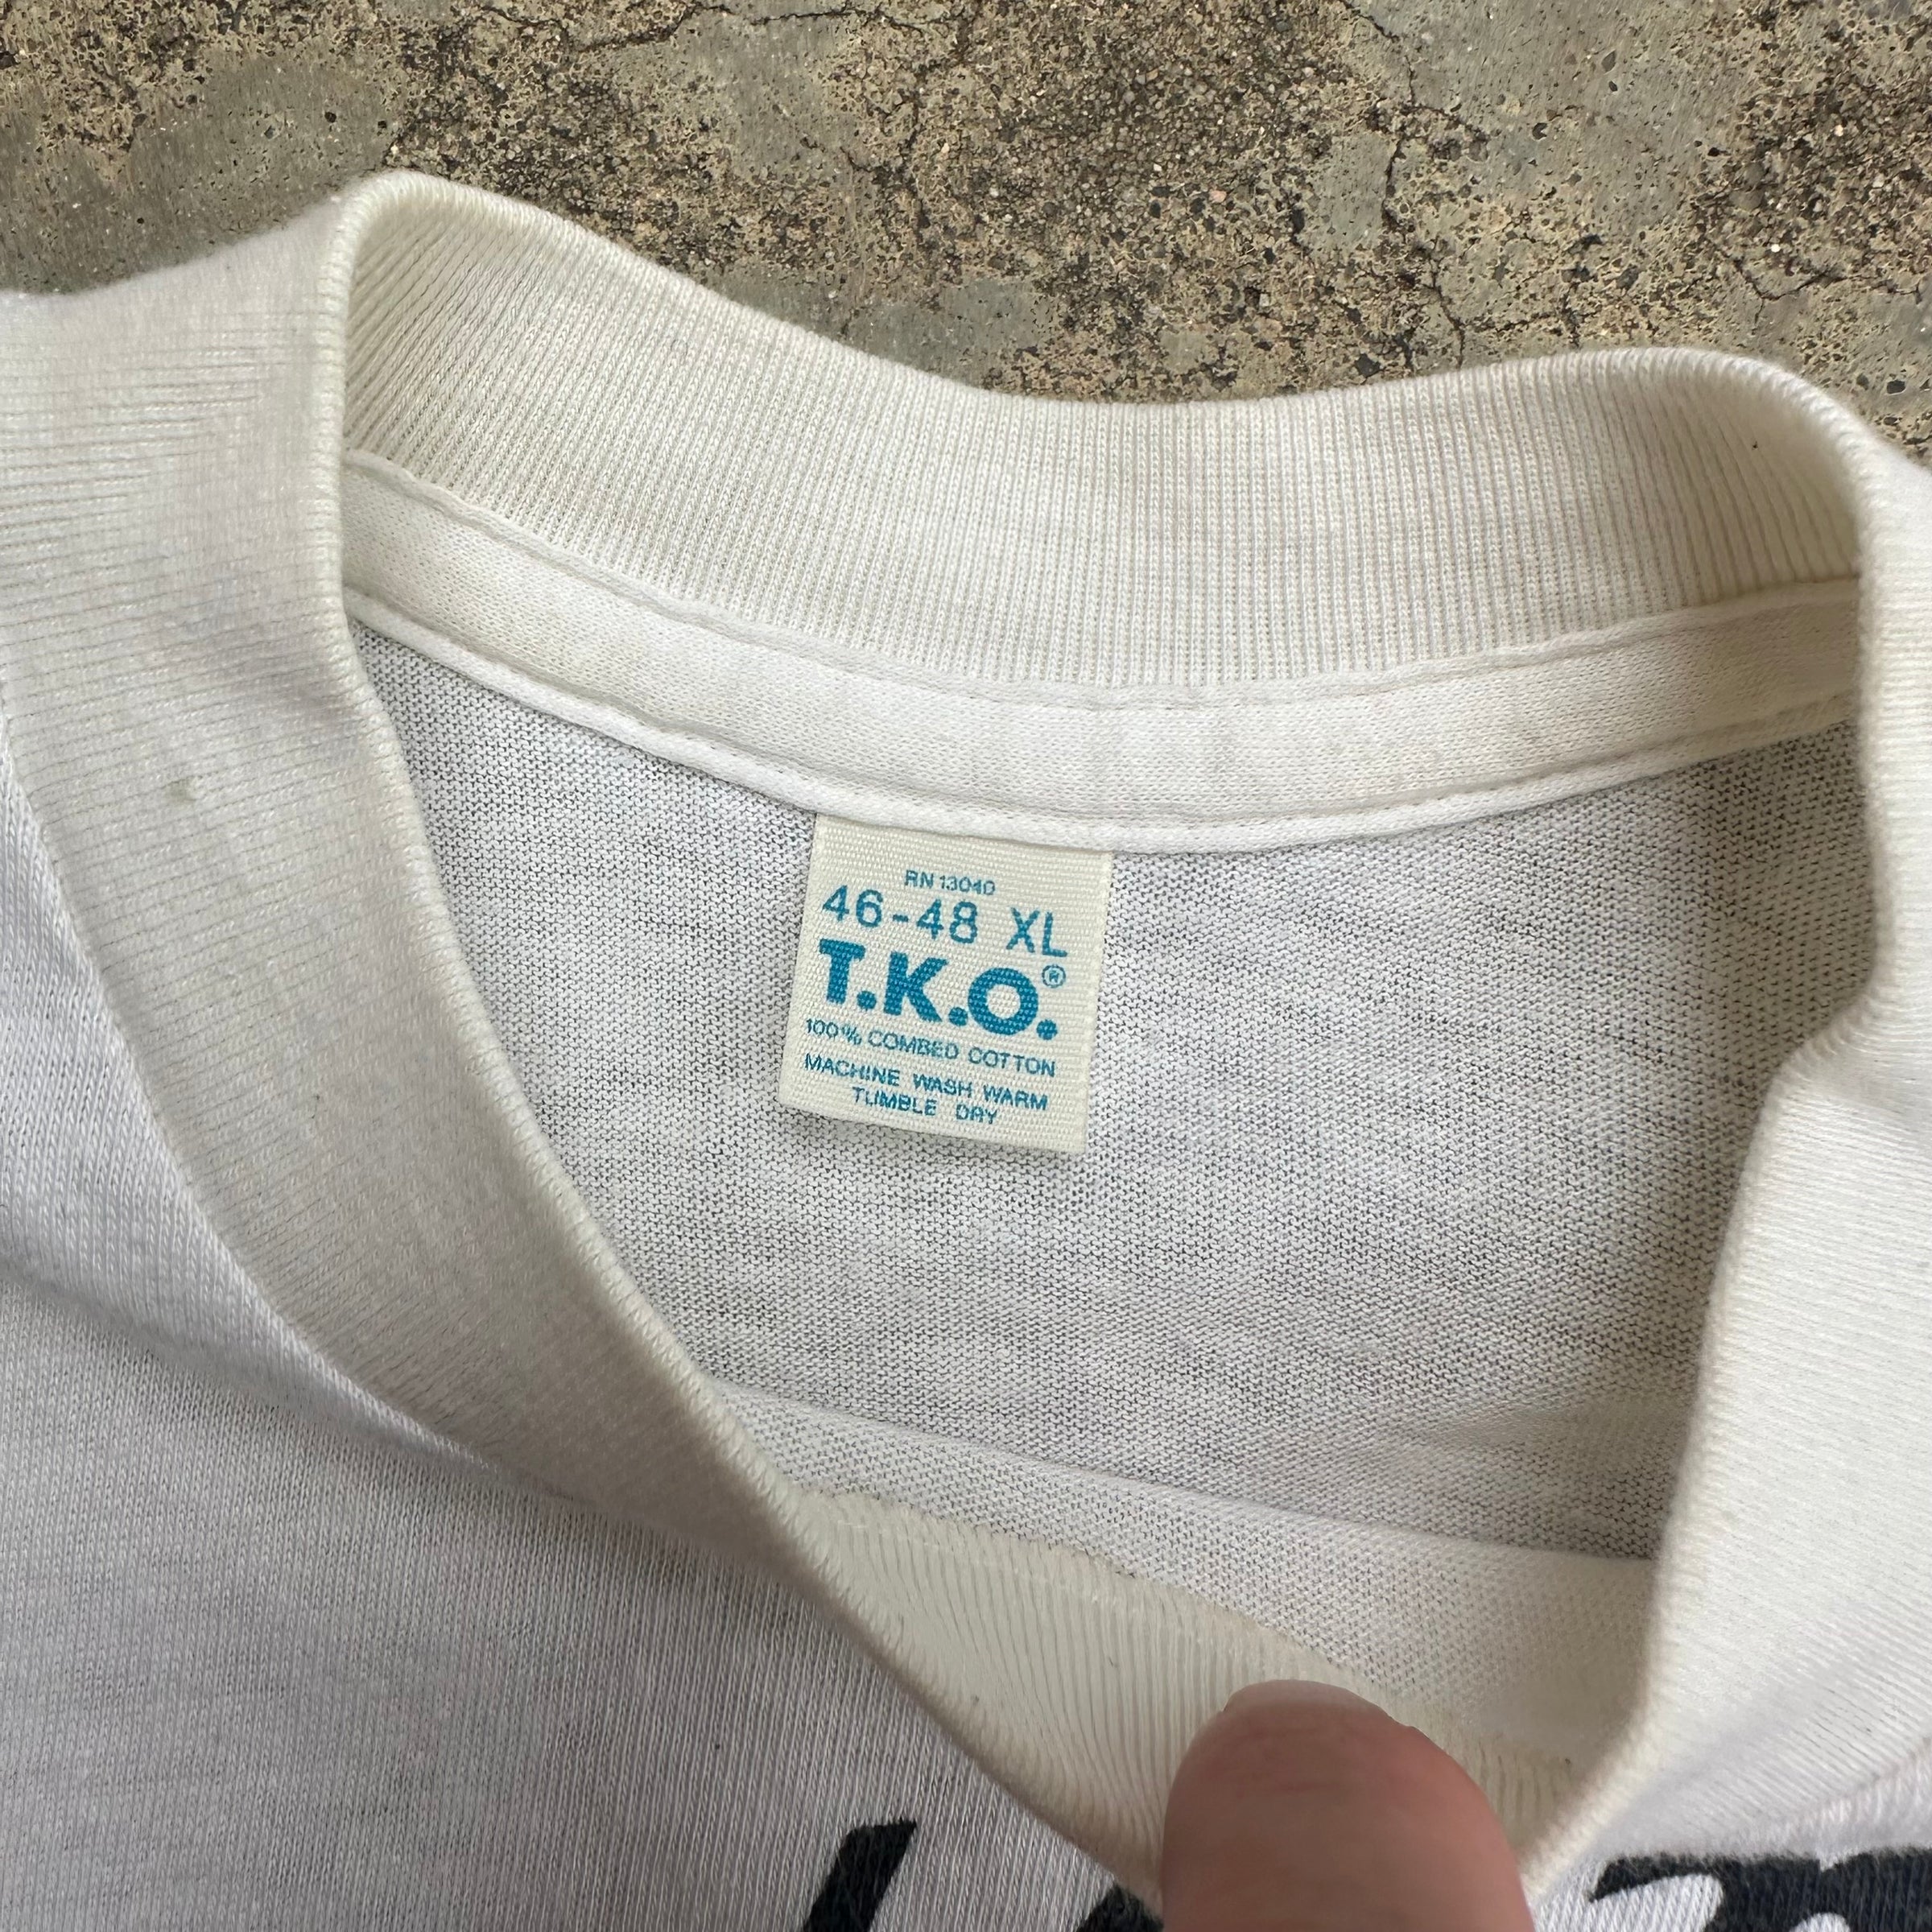 RN 13040
46-48 XL
T.K.O.®
100% COMBED COTTON
MACHINE WASH WARM
TUMBLE DRY